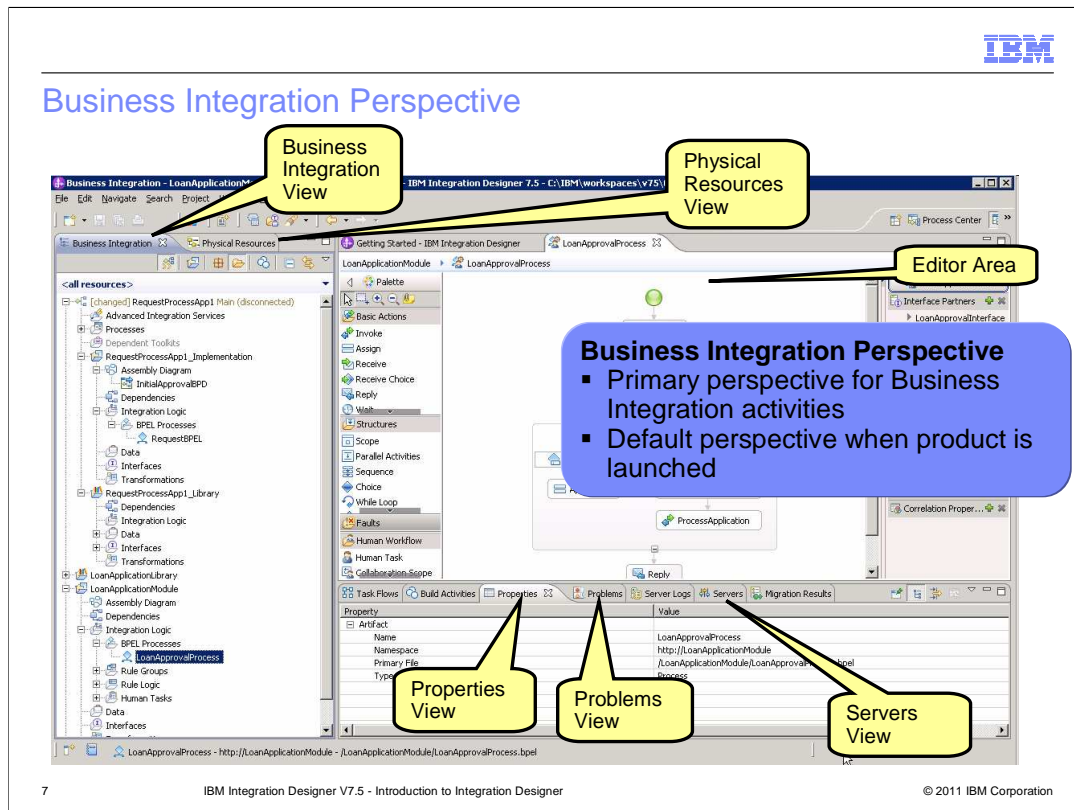 IBM
Business Integration Perspective
Business
Integration
View
Physical
Resources
View
Business Integration - LoanApplicationM
- IBM Integration Designer 7.5 - C:\IBM\workspaces\v75\
File Edit Navigate Search Project
Process Center
Business Integration
Physical Resources
Getting Started - IBM Integration Designer
LoanApprovalProcess
Editor Area
<all resources>
LoanApplicationModule
LoanApprovalProcess
Palette
Basic Actions
Invoke
Assign
Receive
Receive Choice
Reply
Wait
Structures
Scope
Parallel Activities
Sequence
Choice
While Loop
Faults
Human Workflow
Human Task
Collaboration Scope
Interface Partners
LoanApprovalInterface
Business Integration Perspective
▪ Primary perspective for Business
Integration activities
▪ Default perspective when product is
launched
ProcessApplication
Reply
Correlation Proper...
[changed] RequestProcessApp1 Main (disconnected)
Advanced Integration Services
Processes
Dependent Toolkits
RequestProcessApp1_Implementation
Assembly Diagram
InitialApprovalBPD
Dependencies
Integration Logic
BPEL Processes
RequestBPEL
Data
Interfaces
Transformations
RequestProcessApp1_Library
Dependencies
Integration Logic
Data
Interfaces
Transformations
LoanApplicationLibrary
LoanApplicationModule
Assembly Diagram
Dependencies
Integration Logic
BPEL Processes
LoanApprovalProcess
Rule Groups
Rule Logic
Human Tasks
Data
Interfaces
Task Flows
Build Activities
Properties
Problems
Server Logs
Servers
Migration Results
Property Value
Artifact
Name LoanApprovalProcess
Namespace http://LoanApplicationModule
Primary File /LoanApplicationModule/LoanApprovalPro .bpel
Type Process
Properties
View
Problems
View
Servers
View
LoanApprovalProcess - http://LoanApplicationModule - /LoanApplicationModule/LoanApprovalProcess.bpel
7
IBM Integration Designer V7.5 - Introduction to Integration Designer
© 2011 IBM Corporation